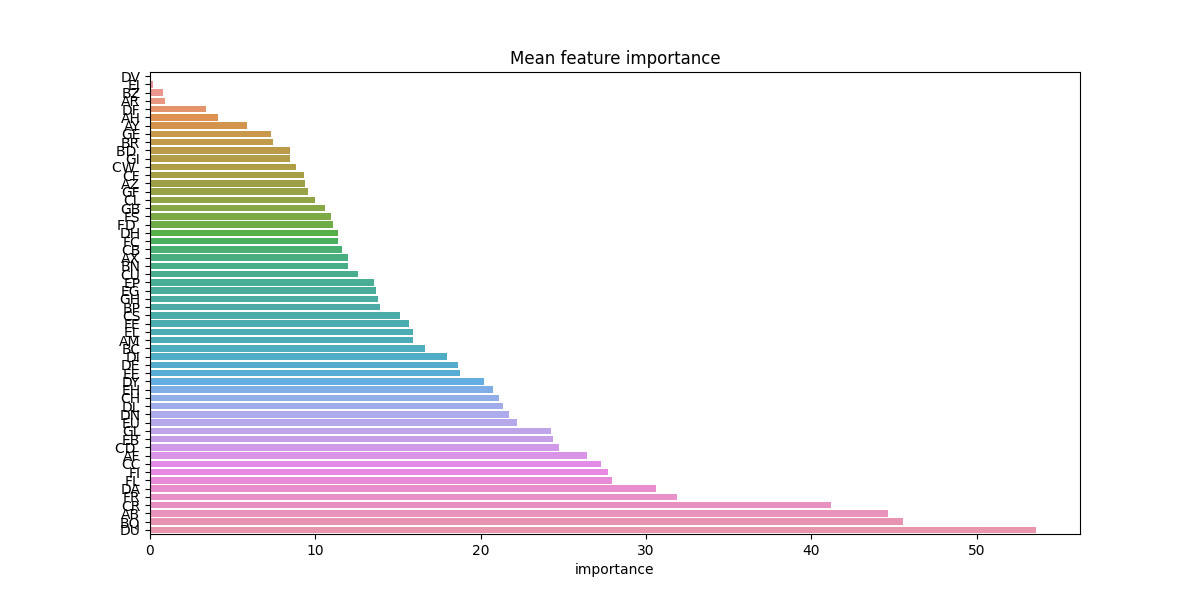 Mean feature importance
DV
EJ
BZ
AR
DF
AH
AY
GE
BR
BD
GI
CW
CF
AZ
GF
CL
GB
FS
FD
DH
FC
CB
AX
BN
CU
EP
EG
GH
BP
CS
EE
EL
AM
BC
DI
DE
FE
DY
EH
CH
DL
DN
EU
GL
EB
CD
AF
CC
FI
FL
DA
FR
CR
AB
BQ
DU
0 10 20 30 40 50
importance